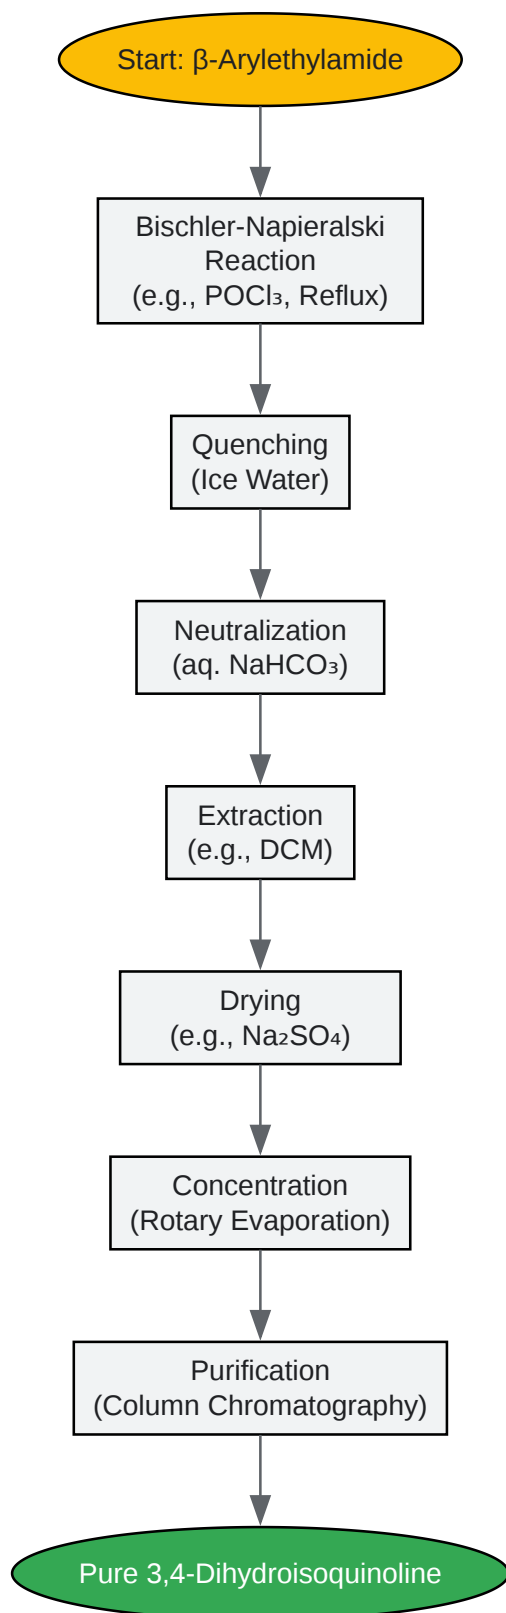 Start: β-Arylethylamide
Bischler-Napieralski
Reaction
(e.g., POCl₃, Reflux)
Quenching
(Ice Water)
Neutralization
(aq. NaHCO₃)
Extraction
(e.g., DCM)
Drying
(e.g., Na₂SO₄)
Concentration
(Rotary Evaporation)
Purification
(Column Chromatography)
Pure 3,4-Dihydroisoquinoline